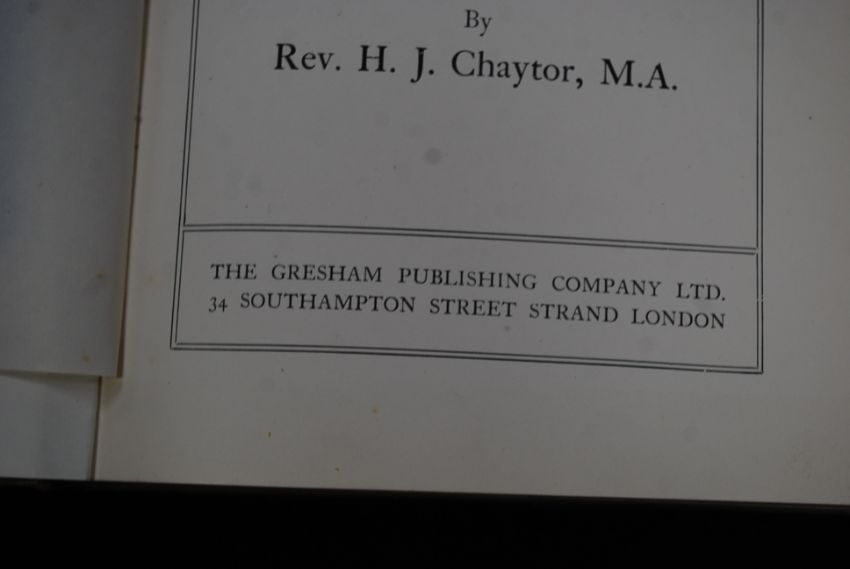 By
Rev. H. J. Chaytor, M.A.
THE GRESHAM PUBLISHING COMPANY LTD.
34 SOUTHAMPTON STREET STRAND LONDON